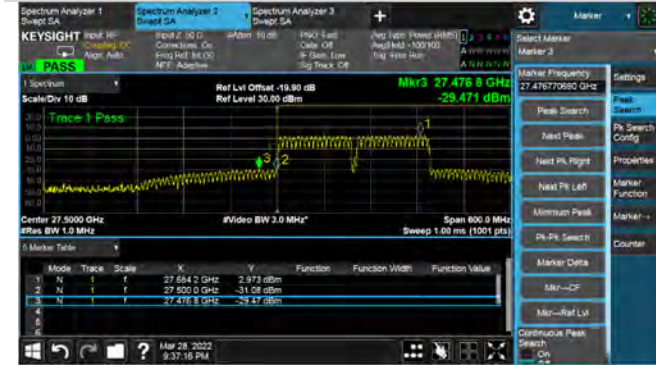 Spectrum Analyzer 1
Swept SA
Spectrum Analyzer 2
Swept SA
Spectrum Analyzer 3
Swept SA
+
Marker
KEYSIGHT Input: RF
Coupling: DC
Align: Auto
Input Z: 50 Ω
Corrections: On
Freq Ref: Int (S)
NFE: Adaptive
#Atten: 10 dB
PNO: Fast
Gate: Off
IF Gain: Low
Sig Track: Off
Avg Type: Power (RMS)
Avg|Hold: >100/100
Trig: Free Run
PASS
Select Marker
Marker 3
Marker Frequency
27.476770680 GHz
Settings
1 Spectrum
Scale/Div 10 dB
Ref Lvl Offset -19.90 dB
Ref Level 30.00 dBm
Mkr3 27.476 8 GHz
-29.471 dBm
Trace 1 Pass
1
2
3
Peak Search
Next Peak
Next Pk Right
Next Pk Left
Minimum Peak
Pk-Pk Search
Marker Delta
Mkr→CF
Mkr→Ref Lvl
Continuous Peak
Search
On
Off
Peak
Search
Pk Search
Config
Properties
Marker
Function
Marker→
Counter
Center 27.5000 GHz
#Res BW 1.0 MHz
#Video BW 3.0 MHz*
Span 600.0 MHz
Sweep 1.00 ms (1001 pts)
5 Marker Table
Mode Trace Scale X Y Function Function Width Function Value
1 N 1 f 27.684 2 GHz 2.973 dBm
2 N 1 f 27.500 0 GHz -31.08 dBm
3 N 1 f 27.476 8 GHz -29.47 dBm
4
5
6
?
Mar 28, 2022
9:37:16 PM